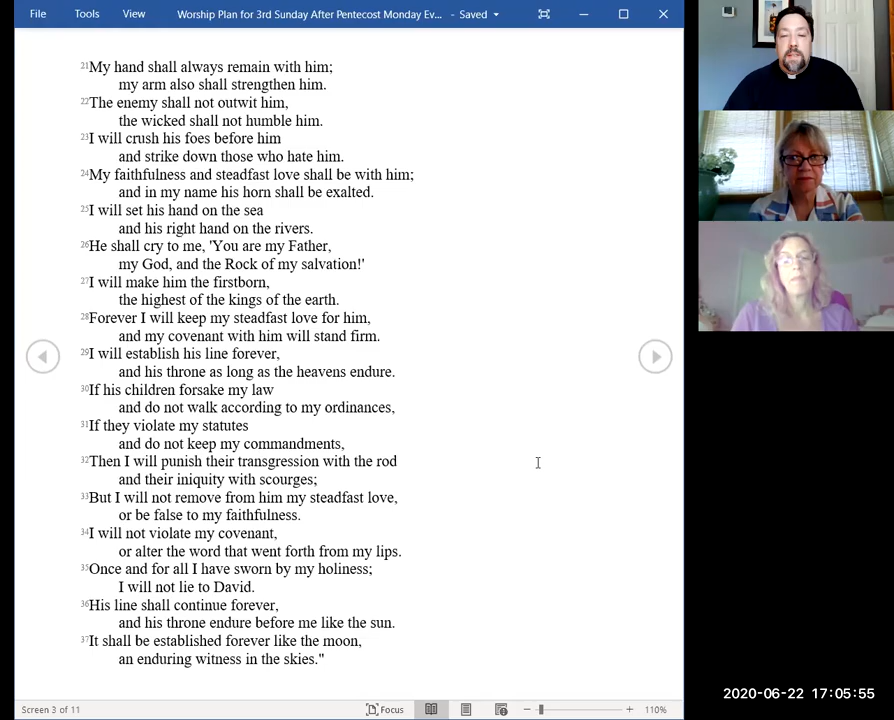 File Tools View Worship Plan for 3rd Sunday After Pentecost Monday Ev... - Saved
21My hand shall always remain with him;
my arm also shall strengthen him.
22The enemy shall not outwit him,
the wicked shall not humble him.
23I will crush his foes before him
and strike down those who hate him.
24My faithfulness and steadfast love shall be with him;
and in my name his horn shall be exalted.
25I will set his hand on the sea
and his right hand on the rivers.
26He shall cry to me, 'You are my Father,
my God, and the Rock of my salvation!'
27I will make him the firstborn,
the highest of the kings of the earth.
28Forever I will keep my steadfast love for him,
and my covenant with him will stand firm.
29I will establish his line forever,
and his throne as long as the heavens endure.
30If his children forsake my law
and do not walk according to my ordinances,
31If they violate my statutes
and do not keep my commandments,
32Then I will punish their transgression with the rod
and their iniquity with scourges;
33But I will not remove from him my steadfast love,
or be false to my faithfulness.
34I will not violate my covenant,
or alter the word that went forth from my lips.
35Once and for all I have sworn by my holiness;
I will not lie to David.
36His line shall continue forever,
and his throne endure before me like the sun.
37It shall be established forever like the moon,
an enduring witness in the skies."
Screen 3 of 11 Focus 110%
2020-06-22 17:05:55